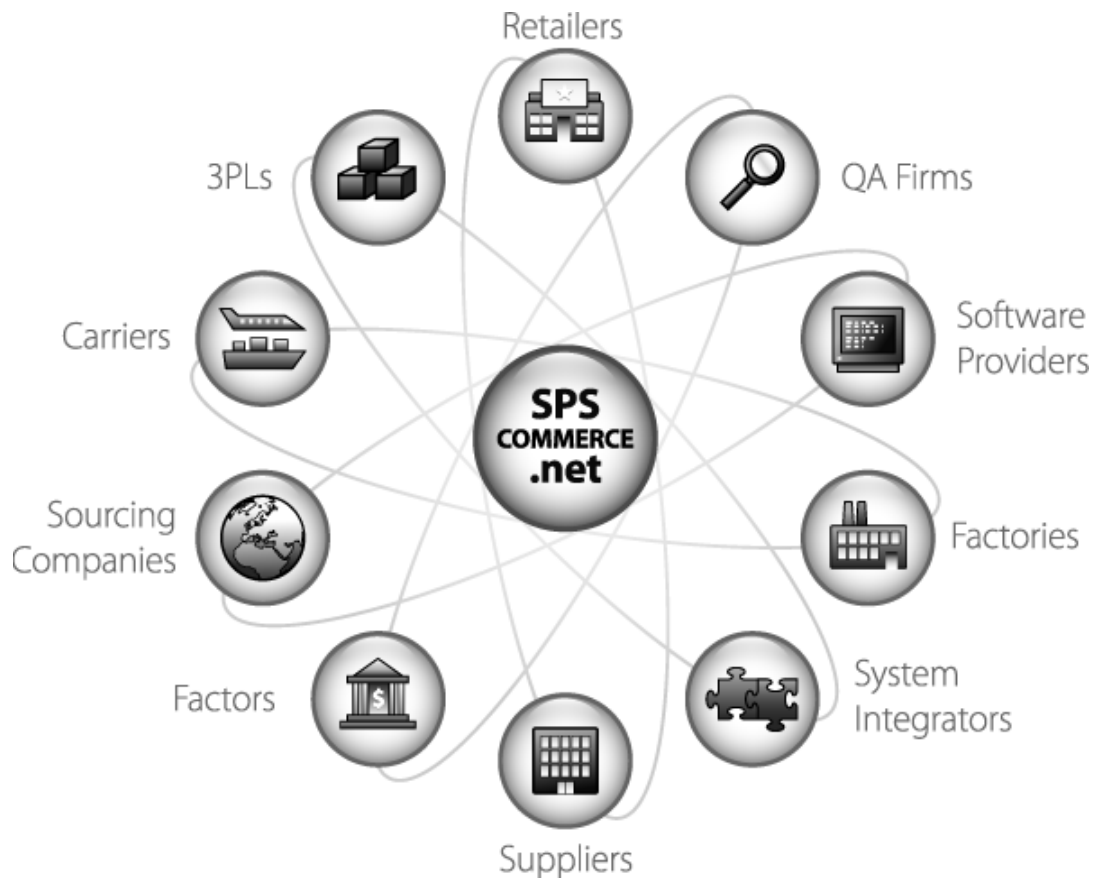 Retailers
3PLs
QA Firms
Carriers
Software
Providers
SPS
COMMERCE
.net
Sourcing
Companies
Factories
$
Factors
System
Integrators
Suppliers